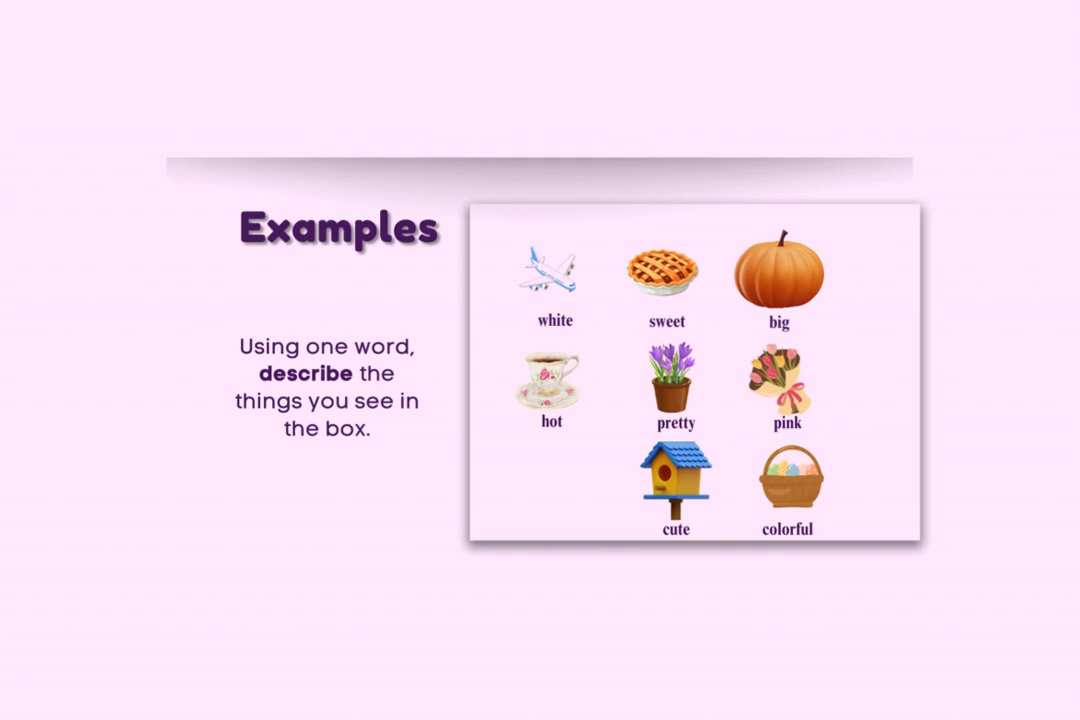 Examples
Using one word,
describe the
things you see in
the box.
white sweet big
hot pretty pink
cute colorful